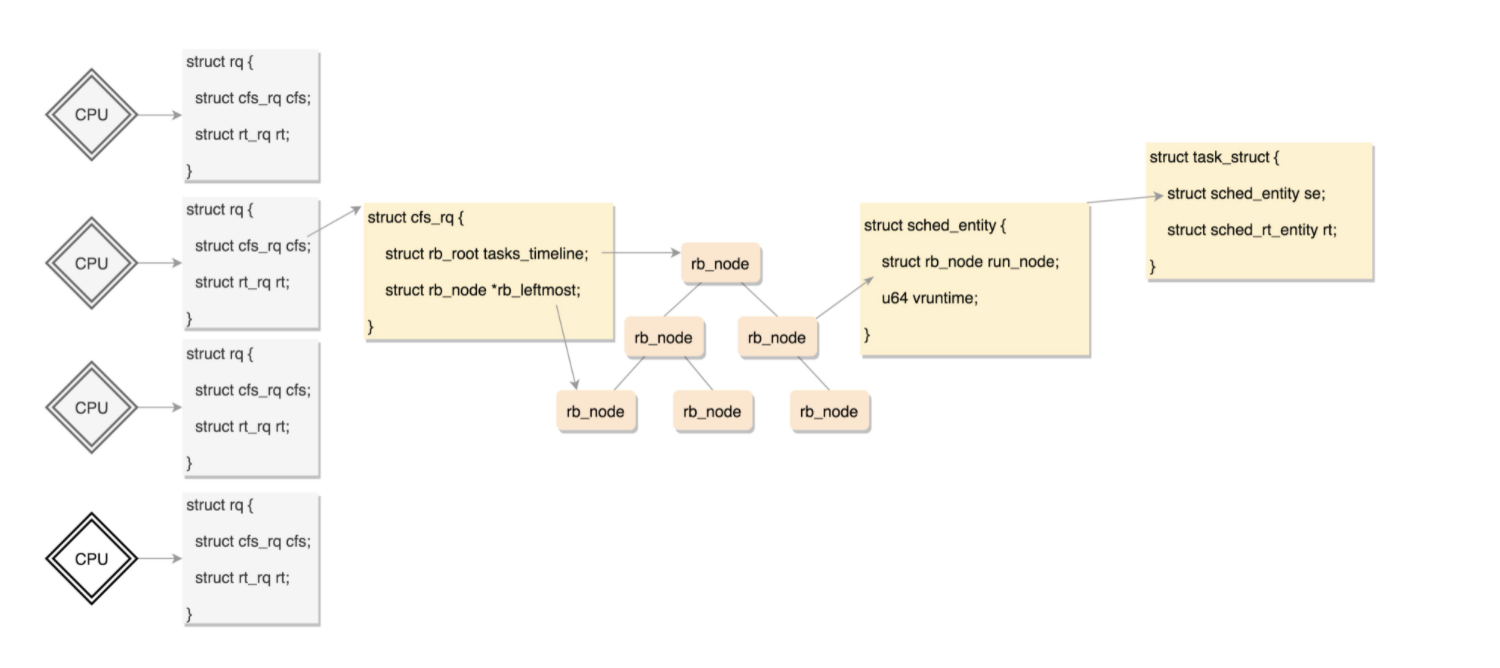 CPU
struct rq {
struct cfs_rq cfs;
struct rt_rq rt;
}
CPU
struct rq {
struct cfs_rq cfs;
struct rt_rq rt;
}
CPU
struct rq {
struct cfs_rq cfs;
struct rt_rq rt;
}
CPU
struct rq {
struct cfs_rq cfs;
struct rt_rq rt;
}
struct cfs_rq {
struct rb_root tasks_timeline;
struct rb_node *rb_leftmost;
}
rb_node
rb_node
rb_node
rb_node
rb_node
rb_node
struct sched_entity {
struct rb_node run_node;
u64 vruntime;
}
struct task_struct {
struct sched_entity se;
struct sched_rt_entity rt;
}